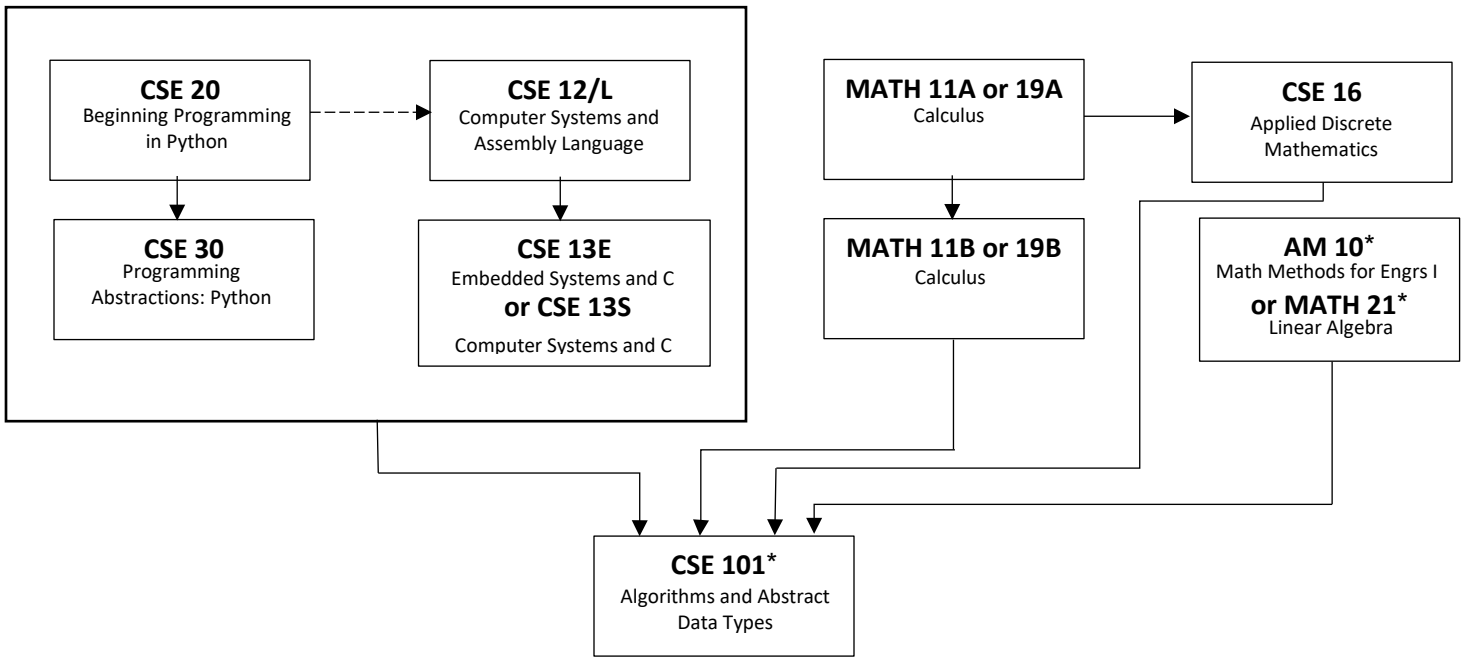 CSE 20
Beginning Programming
in Python
CSE 12/L
Computer Systems and
Assembly Language
MATH 11A or 19A
Calculus
CSE 16
Applied Discrete
Mathematics
CSE 30
Programming
Abstractions: Python
CSE 13E
Embedded Systems and C
or CSE 13S
Computer Systems and C
MATH 11B or 19B
Calculus
AM 10*
Math Methods for Engrs I
or MATH 21*
Linear Algebra
CSE 101*
Algorithms and Abstract
Data Types